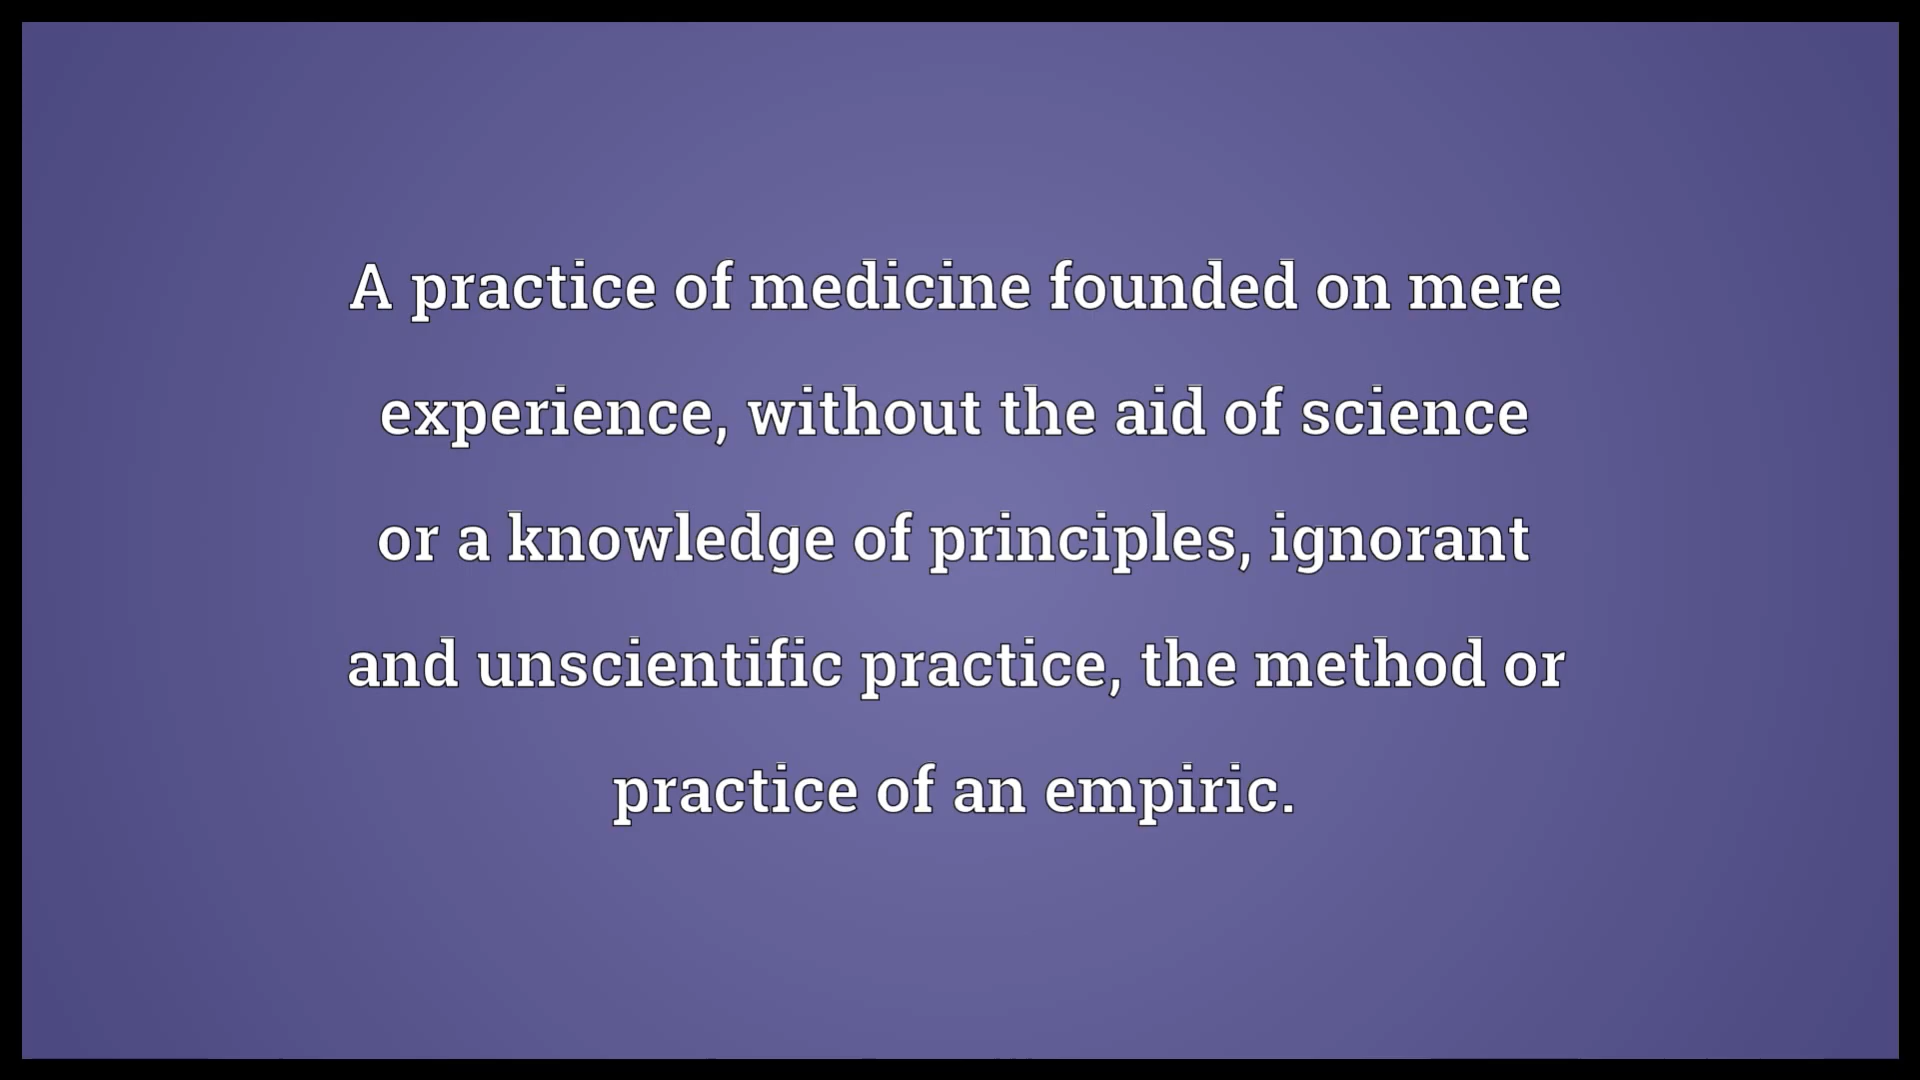 A practice of medicine founded on mere
experience, without the aid of science
or a knowledge of principles, ignorant
and unscientific practice, the method or
practice of an empiric.